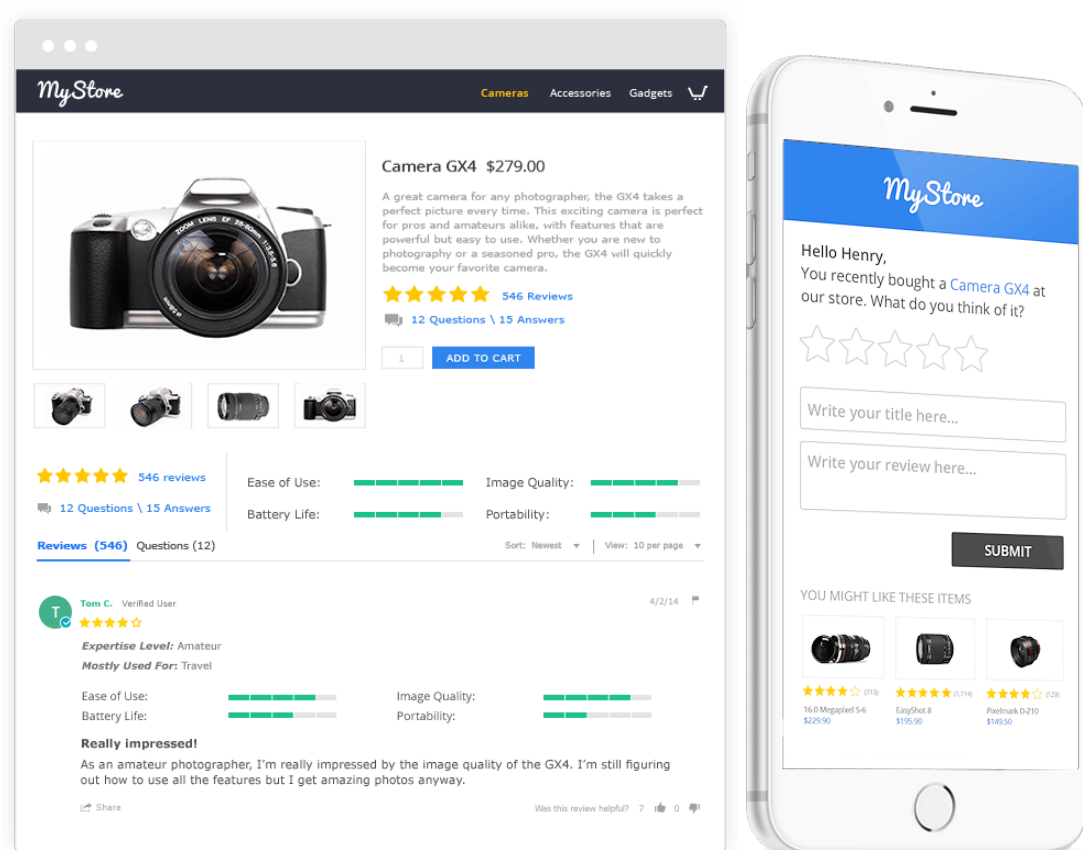 MyStore
Cameras Accessories Gadgets
Camera GX4 $279.00
A great camera for any photographer, the GX4 takes a
perfect picture every time. This exciting camera is perfect
for pros and amateurs alike, with features that are
powerful but easy to use. Whether you are new to
photography or a seasoned pro, the GX4 will quickly
become your favorite camera.
546 Reviews
12 Questions \ 15 Answers
1 ADD TO CART
ZOOM LENS EF
546 reviews
12 Questions \ 15 Answers
Ease of Use: Image Quality:
Battery Life: Portability:
Reviews (546) Questions (12)
Sort: Newest View: 10 per page
T
Tom C. Verified User
4/2/14
Expertise Level: Amateur
Mostly Used For: Travel
Ease of Use: Image Quality:
Battery Life: Portability:
Really impressed!
As an amateur photographer, I'm really impressed by the image quality of the GX4. I'm still figuring
out how to use all the features but I get amazing photos anyway.
Share
Was this review helpful? 7 0
MyStore
Hello Henry,
You recently bought a Camera GX4 at
our store. What do you think of it?
Write your title here...
Write your review here...
SUBMIT
YOU MIGHT LIKE THESE ITEMS
(713) (1,114) (129)
16.0 Megapixel S-6 EasyShot 8 Pixelmark D-Z10
$229.90 $195.90 $149.50